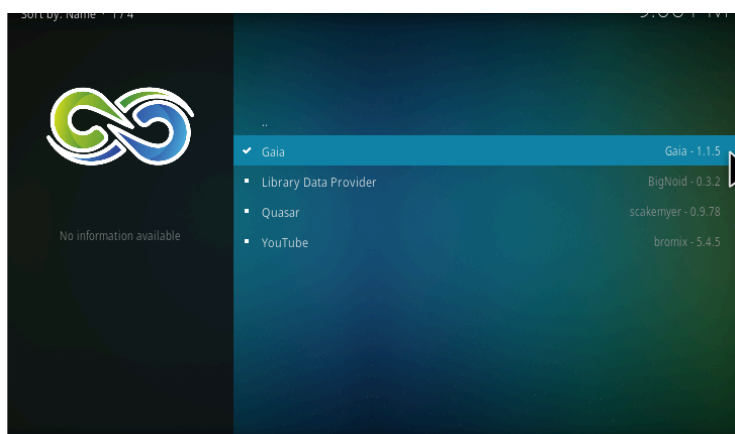 Sort by: Name · 1 / 4
..
Gaia Gaia - 1.1.5
Library Data Provider BigNoid - 0.3.2
Quasar scakemyer - 0.9.78
YouTube bromix - 5.4.5
No information available